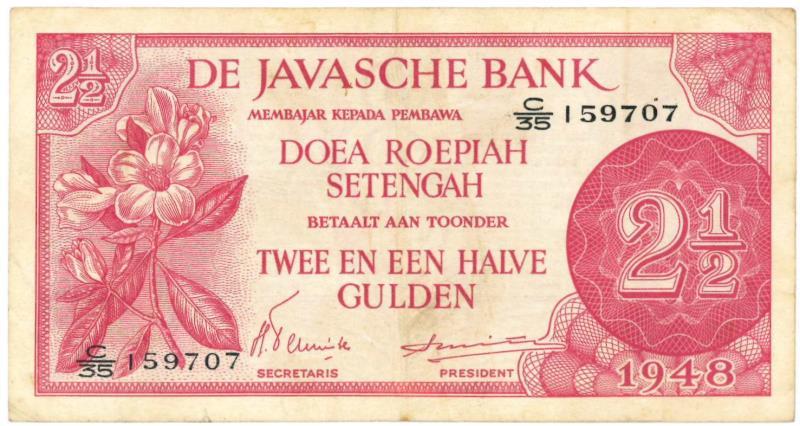 2½
DE JAVASCHE BANK
MEMBAJAR KEPADA PEMBAWA
C/35 159707
DOEA ROEPIAH
SETENGAH
BETAALT AAN TOONDER
2½
TWEE EN EEN HALVE
GULDEN
C/35 159707
SECRETARIS
PRESIDENT
1948